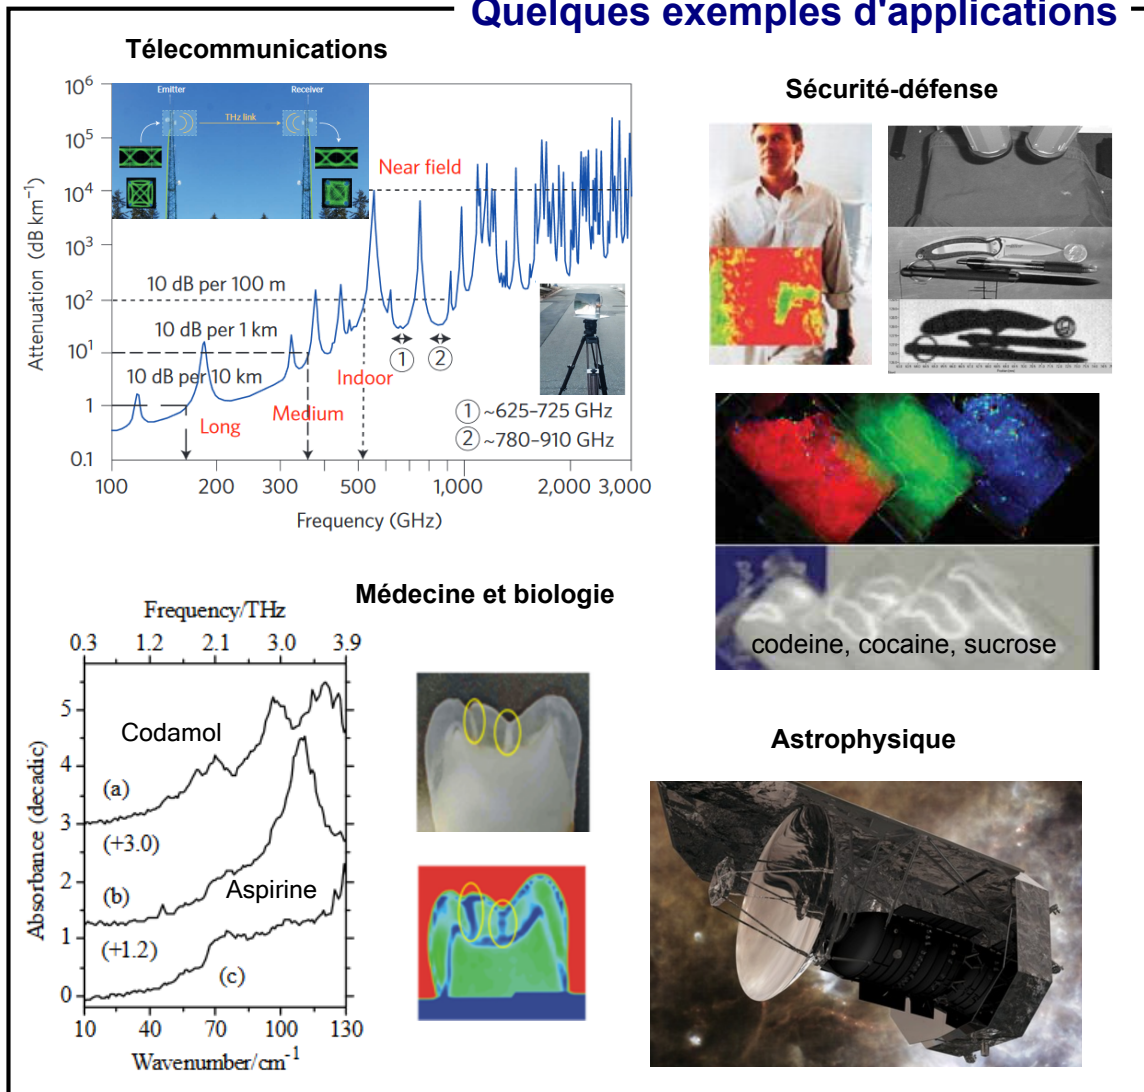 Quelques exemples d'applications
Télecommunications
10⁶
10⁵
10⁴
10³
10²
10¹
1
0.1
Attenuation (dB km⁻¹)
Emitter
Receiver
THz link
Near field
10 dB per 100 m
10 dB per 1 km
10 dB per 10 km
Long
Medium
Indoor
① ②
① ~625–725 GHz
② ~780–910 GHz
100 200 300 500 1,000 2,000 3,000
Frequency (GHz)
Sécurité-défense
codeine, cocaine, sucrose
Médecine et biologie
Frequency/THz
0.3 1.2 2.1 3.0 3.9
Absorbance (decadic)
5
4
3
2
1
0
Codamol
(a)
(+3.0)
(b)
Aspirine
(+1.2)
(c)
10 40 70 100 130
Wavenumber/cm⁻¹
Astrophysique